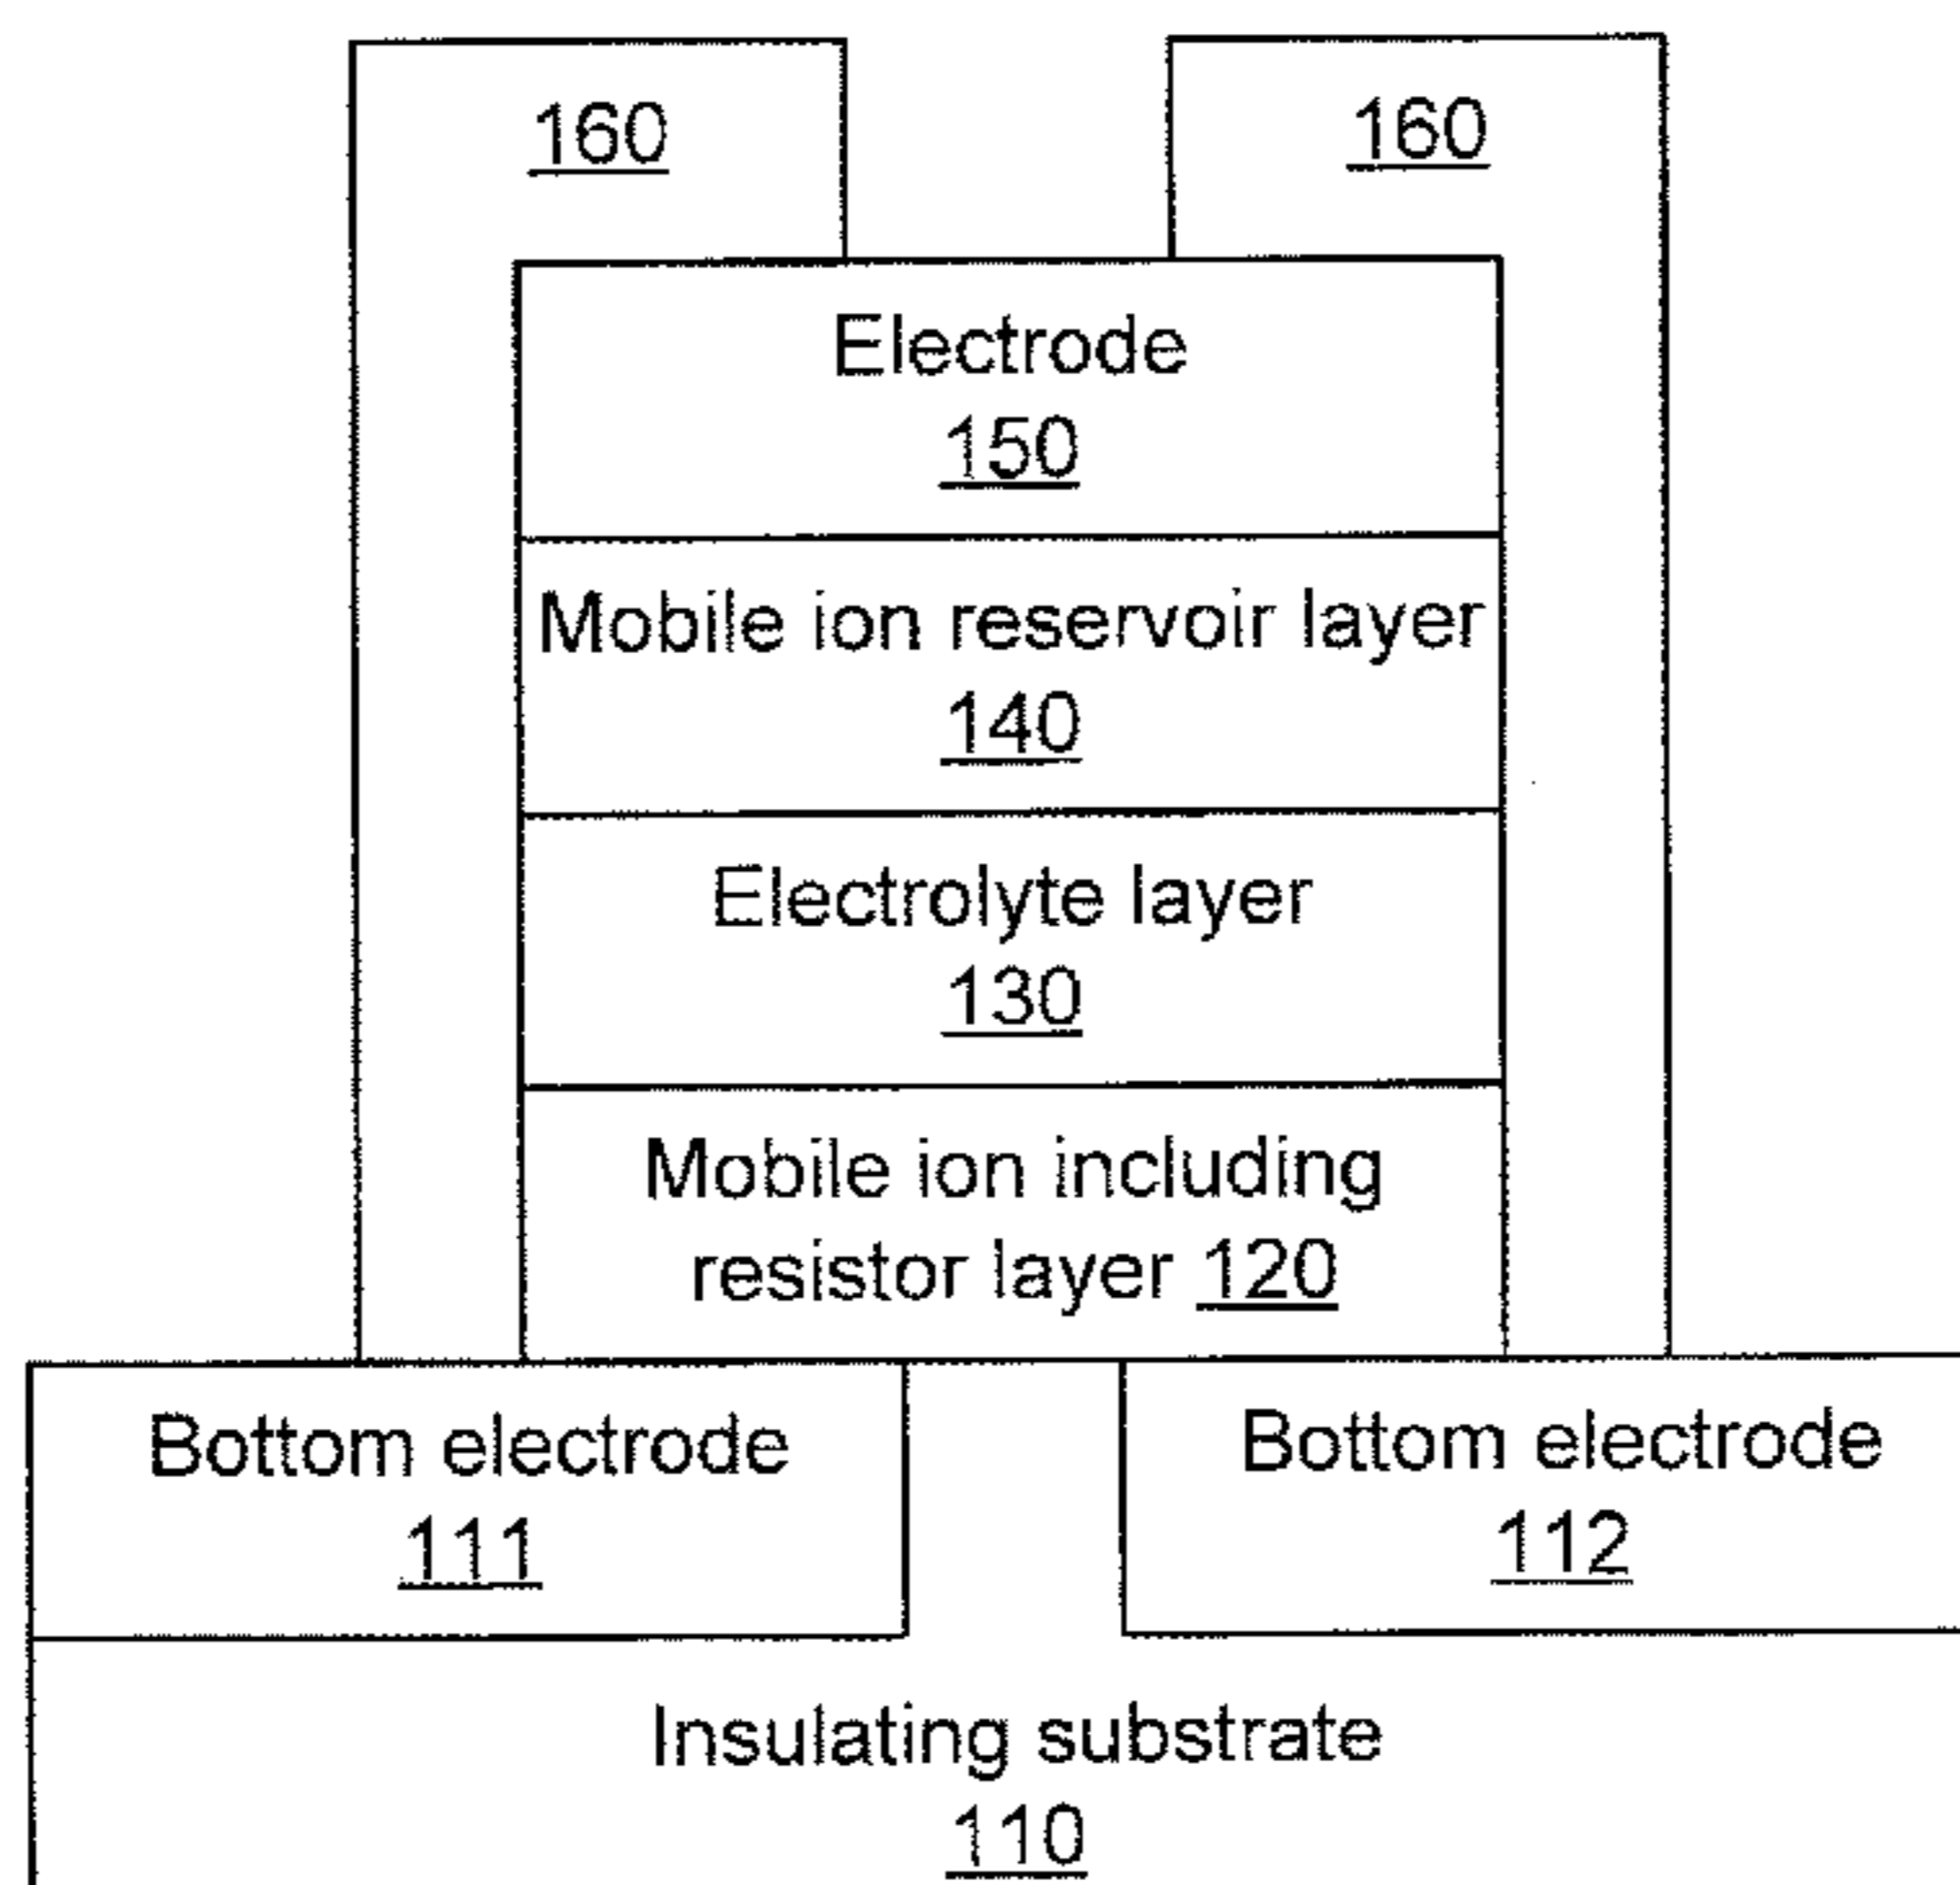 160
160
Electrode
150
Mobile ion reservoir layer
140
Electrolyte layer
130
Mobile ion including
resistor layer 120
Bottom electrode
111
Bottom electrode
112
Insulating substrate
110